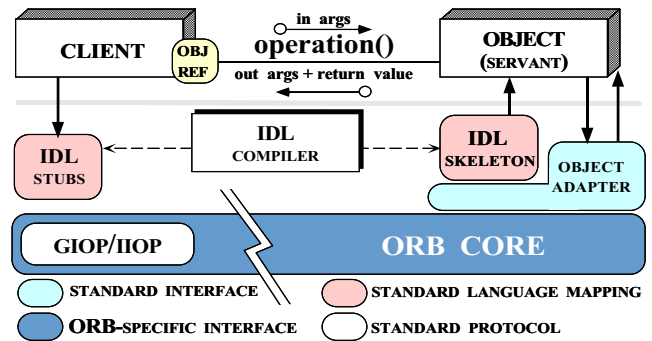 in args
CLIENT
OBJ
REF
operation()
OBJECT
(SERVANT)
out args + return value
IDL
STUBS
IDL
COMPILER
IDL
SKELETON
OBJECT
ADAPTER
GIOP/IIOP
ORB CORE
STANDARD INTERFACE
STANDARD LANGUAGE MAPPING
ORB-SPECIFIC INTERFACE
STANDARD PROTOCOL